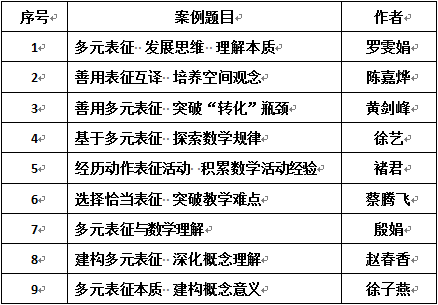 序号 案例题目 作者
1 多元表征 发展思维 理解本质 罗雯娟
2 善用表征互译 培养空间观念 陈嘉烨
3 善用多元表征 突破“转化”瓶颈 黄剑峰
4 基于多元表征 探索数学规律 徐艺
5 经历动作表征活动 积累数学活动经验 褚君
6 选择恰当表征 突破教学难点 蔡腾飞
7 多元表征与数学理解 殷娟
8 建构多元表征 深化概念理解 赵春香
9 多元表征本质 建构概念意义 徐子燕